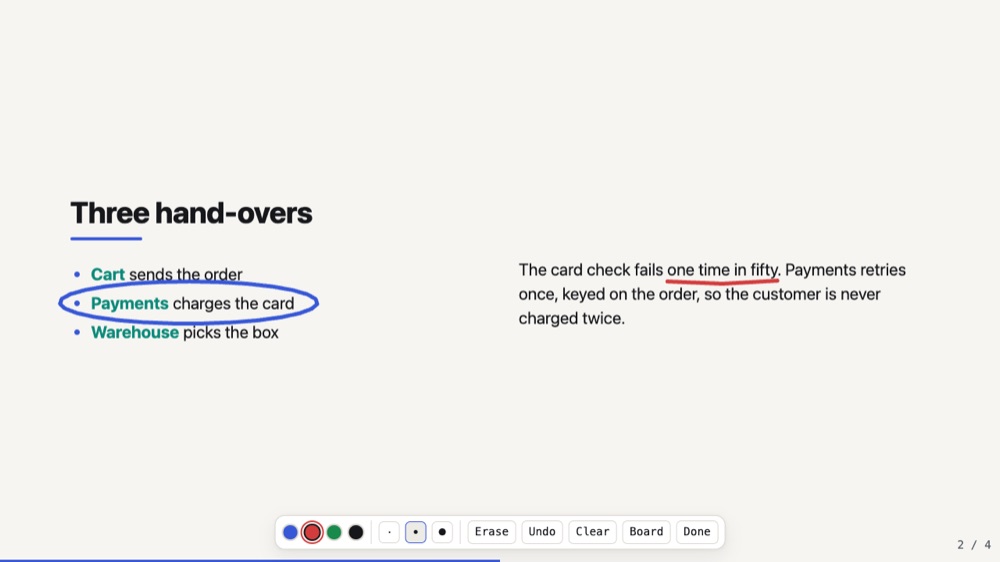 Three hand-overs
• Cart sends the order
• Payments charges the card
• Warehouse picks the box
The card check fails one time in fifty. Payments retries
once, keyed on the order, so the customer is never
charged twice.
Erase Undo Clear Board Done
2 / 4